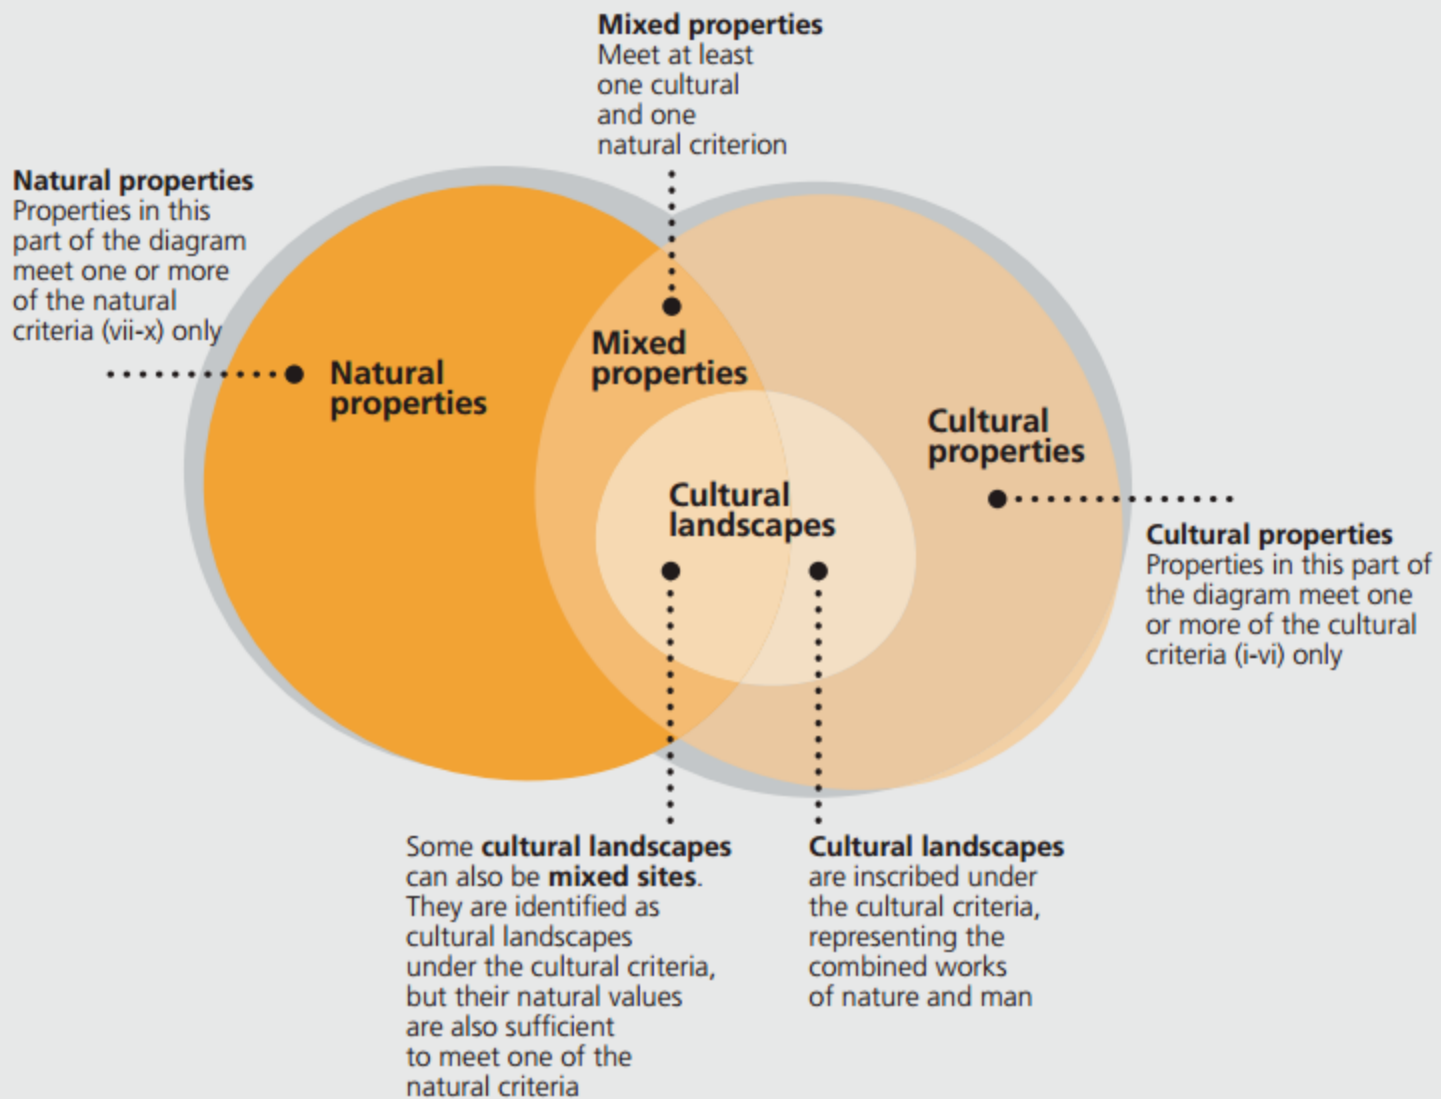 Mixed properties
Meet at least
one cultural
and one
natural criterion
Natural properties
Properties in this
part of the diagram
meet one or more
of the natural
criteria (vii-x) only
Natural
properties
Mixed
properties
Cultural
properties
Cultural
landscapes
Cultural properties
Properties in this part of
the diagram meet one
or more of the cultural
criteria (i-vi) only
Some cultural landscapes
can also be mixed sites.
They are identified as
cultural landscapes
under the cultural criteria,
but their natural values
are also sufficient
to meet one of the
natural criteria
Cultural landscapes
are inscribed under
the cultural criteria,
representing the
combined works
of nature and man